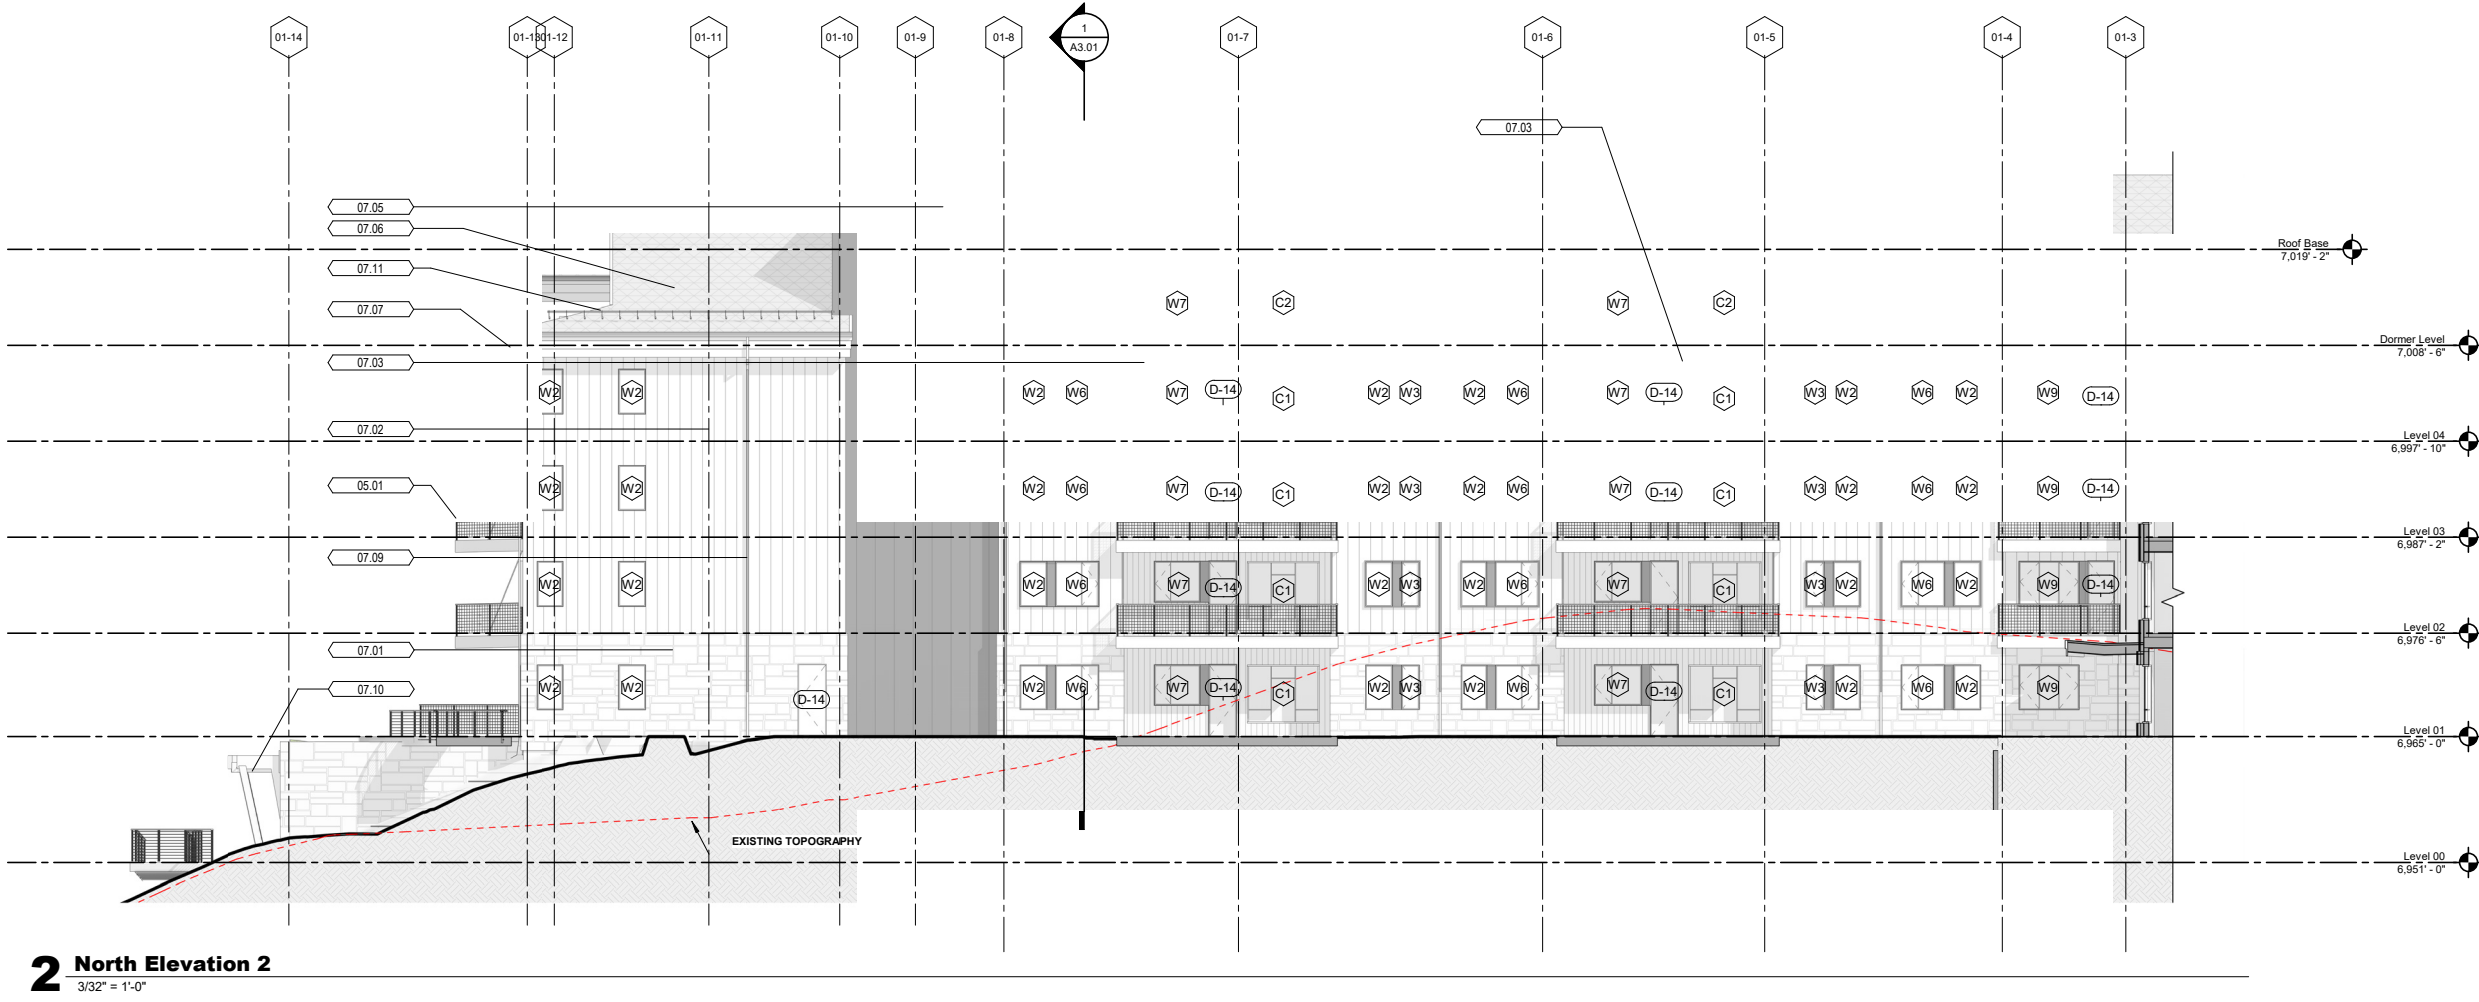 01-14 01-13 01-12 01-11 01-10 01-9 01-8 1 01-7 01-6 01-5 01-4 01-3
A3.01
07.03
07.05
07.06
Roof Base
7,019' - 2"
07.11
W7 C2 W7 C2
07.07
Dormer Level
7,008' - 6"
07.03
W2 W2 W2 W6 W7 D-14 C1 W2 W3 W2 W6 W7 D-14 C1 W3 W2 W6 W2 W9 D-14
07.02
Level 04
6,997' - 10"
05.01
W2 W2 W2 W6 W7 D-14 C1 W2 W3 W2 W6 W7 D-14 C1 W3 W2 W6 W2 W9 D-14
Level 03
6,987' - 2"
07.09
W2 W2 W2 W6 W7 D-14 C1 W2 W3 W2 W6 W7 D-14 C1 W3 W2 W6 W2 W9 D-14
Level 02
6,976' - 6"
07.01
07.10
W2 W2 D-14 W2 W6 W7 D-14 C1 W2 W3 W2 W6 W7 D-14 C1 W3 W2 W6 W2 W9
Level 01
6,965' - 0"
EXISTING TOPOGRAPHY
Level 00
6,951' - 0"
2 North Elevation 2
3/32" = 1'-0"